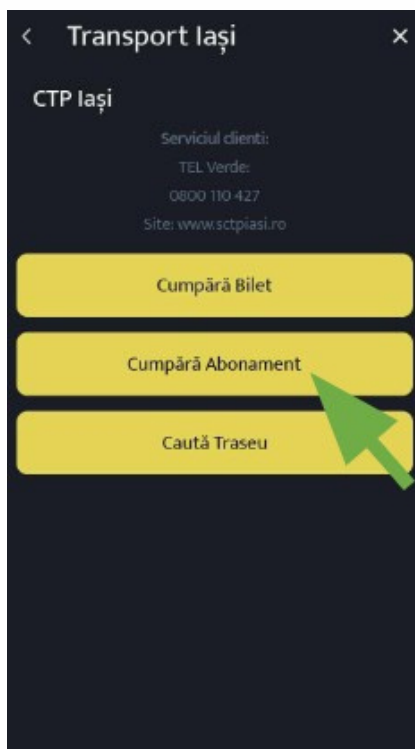 Transport Iași
CTP Iași
Serviciul clienti:
TEL Verde:
0800 110 427
Site: www.sctpiasi.ro
Cumpără Bilet
Cumpără Abonament
Caută Traseu